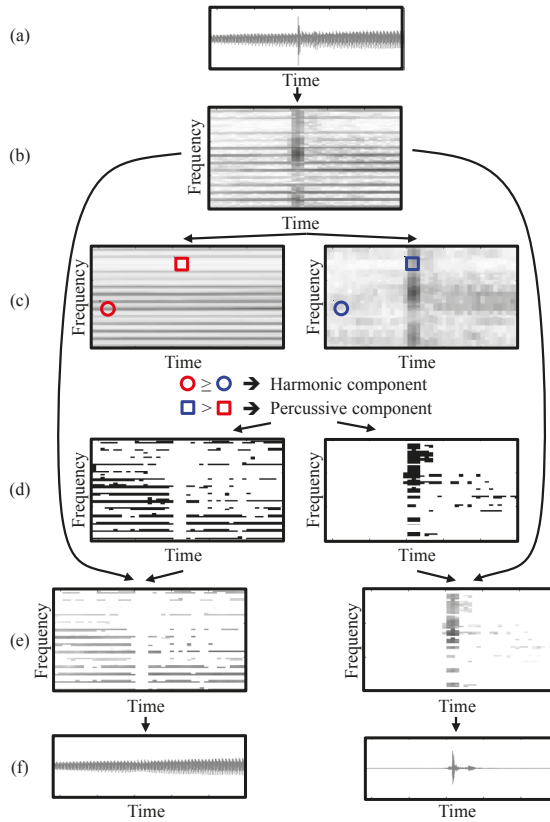 (a)
Time
(b)
Frequency
Time
(c)
Frequency
Frequency
Time
Time
≥ ➔ Harmonic component
> ➔ Percussive component
(d)
Frequency
Frequency
Time
Time
(e)
Frequency
Frequency
Time
Time
(f)
Time
Time